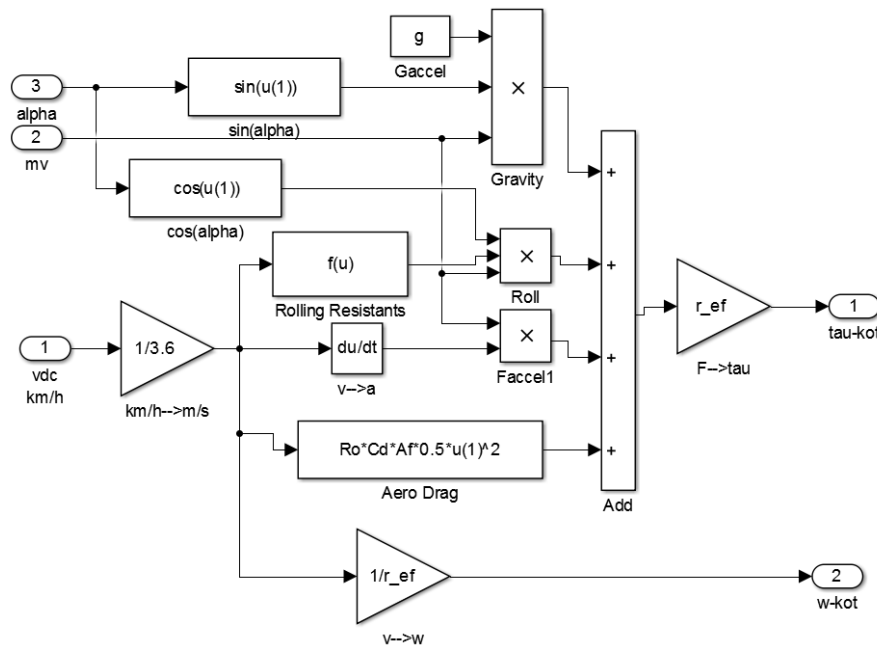 g
Gaccel
3
alpha
sin(u(1))
sin(alpha)
×
Gravity
2
mv
cos(u(1))
cos(alpha)
f(u)
Rolling Resistants
×
Roll
1
vdc
km/h
1/3.6
km/h-->m/s
du/dt
v-->a
×
Faccel1
Ro*Cd*Af*0.5*u(1)^2
Aero Drag
+
+
+
+
Add
r_ef
F-->tau
1
tau-kot
1/r_ef
v-->w
2
w-kot